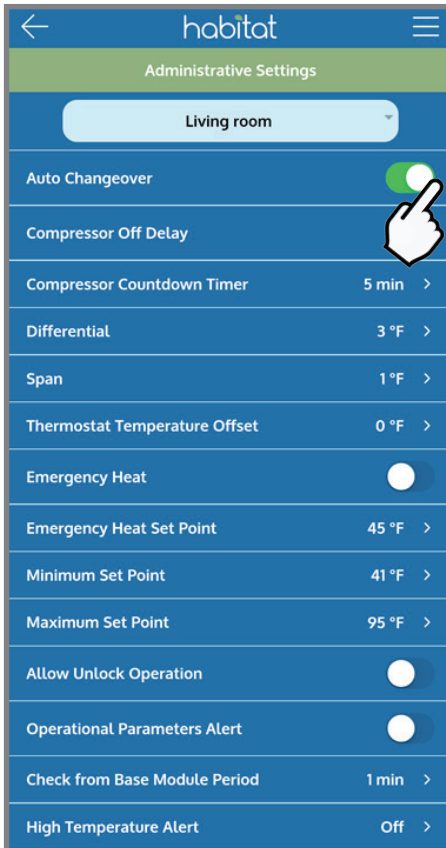 habitat
Administrative Settings
Living room
Auto Changeover
Compressor Off Delay
Compressor Countdown Timer 5 min >
Differential 3 °F >
Span 1 °F >
Thermostat Temperature Offset 0 °F >
Emergency Heat
Emergency Heat Set Point 45 °F >
Minimum Set Point 41 °F >
Maximum Set Point 95 °F >
Allow Unlock Operation
Operational Parameters Alert
Check from Base Module Period 1 min >
High Temperature Alert Off >